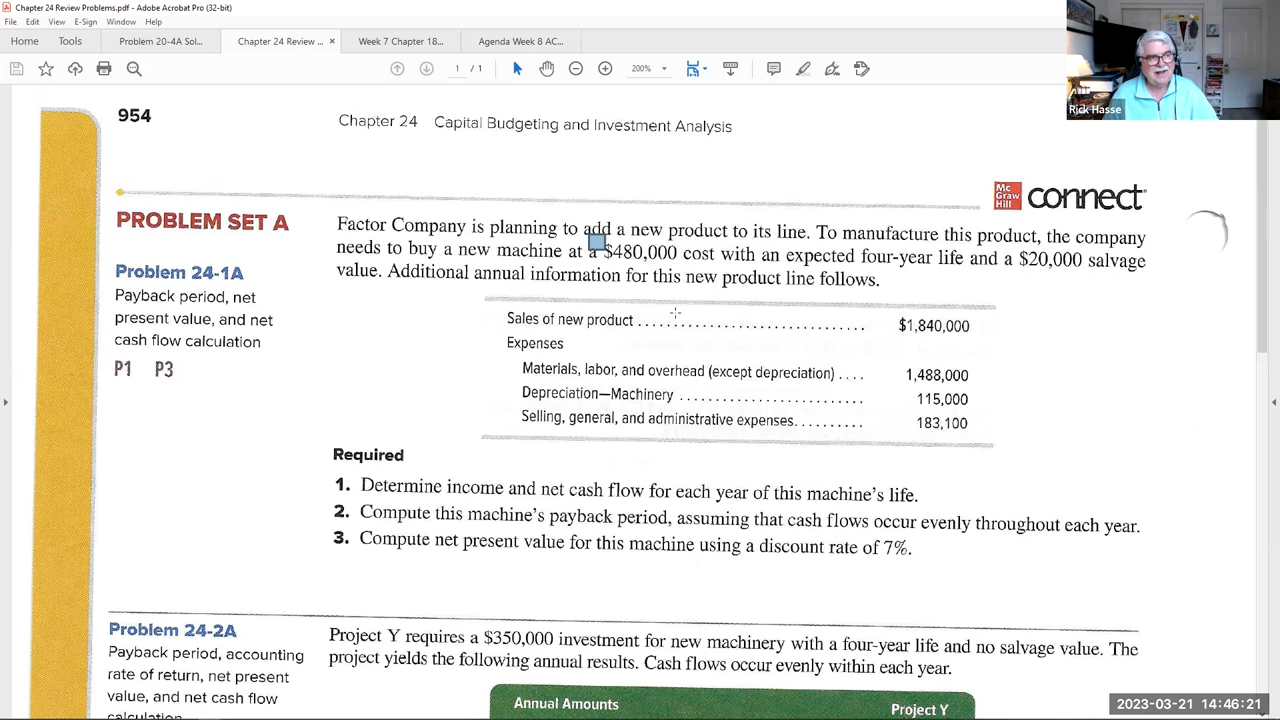 Chapter 24 Review Problems.pdf - Adobe Acrobat Pro (32-bit)
File Edit View E-Sign Window Help
Home Tools Problem 20-4A Sol... Chapter 24 Review ... × Week 7 Chapter 18... Agenda Week 8 AC...
/ 1 200%
Rick Hasse
954 Capital Budgeting and Investment Analysis
Mc Graw Hill connect
PROBLEM SET A
Problem 24-1A
Payback period, net
present value, and net
cash flow calculation
P1 P3
Factor Company is planning to add a new product to its line. To manufacture this product, the company
needs to buy a new machine at a $480,000 cost with an expected four-year life and a $20,000 salvage
value. Additional annual information for this new product line follows.
Sales of new product . . . . . . . . . . . . . . . . . . . . . . . . . . . . . $1,840,000
Expenses
Materials, labor, and overhead (except depreciation) . . . . 1,488,000
Depreciation—Machinery . . . . . . . . . . . . . . . . . . . . . . . 115,000
Selling, general, and administrative expenses. . . . . . . . . . 183,100
Required
1. Determine income and net cash flow for each year of this machine's life.
2. Compute this machine's payback period, assuming that cash flows occur evenly throughout each year.
3. Compute net present value for this machine using a discount rate of 7%.
Problem 24-2A
Payback period, accounting
rate of return, net present
value, and net cash flow
calculation
Project Y requires a $350,000 investment for new machinery with a four-year life and no salvage value. The
project yields the following annual results. Cash flows occur evenly within each year.
Annual Amounts Project Y
2023-03-21 14:46:21